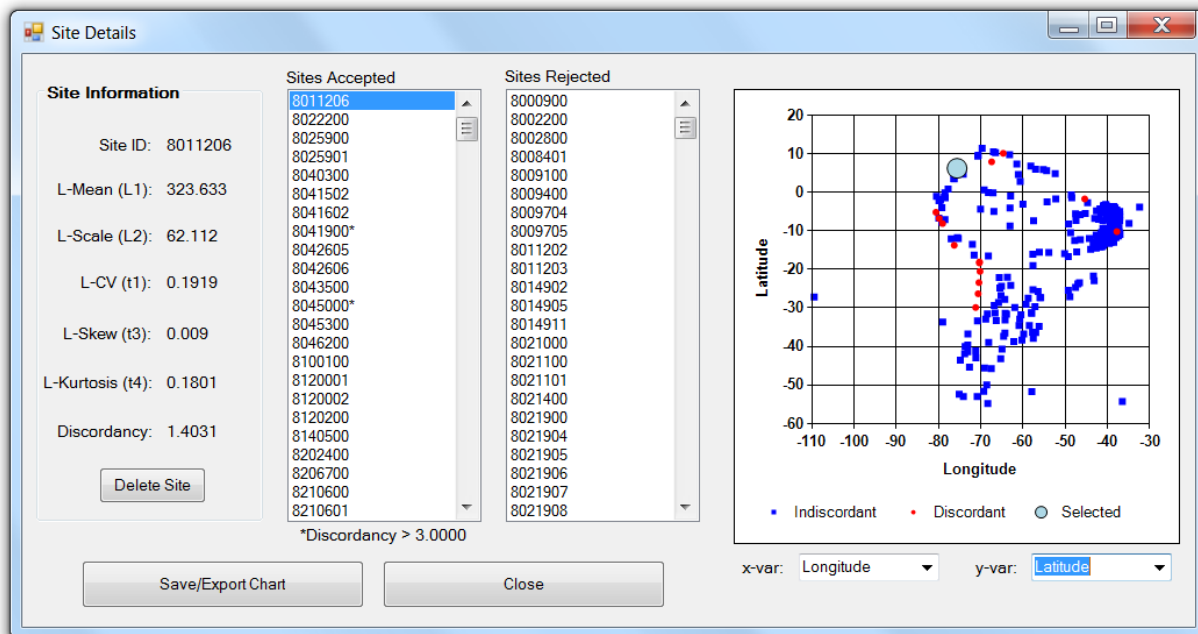 Site Details
Site Information
Site ID: 8011206
L-Mean (L1): 323.633
L-Scale (L2): 62.112
L-CV (t1): 0.1919
L-Skew (t3): 0.009
L-Kurtosis (t4): 0.1801
Discordancy: 1.4031
Delete Site
Sites Accepted
8011206
8022200
8025900
8025901
8040300
8041502
8041602
8041900*
8042605
8042606
8043500
8045000*
8045300
8046200
8100100
8120001
8120002
8120200
8140500
8202400
8206700
8210600
8210601
*Discordancy > 3.0000
Sites Rejected
8000900
8002200
8002800
8008401
8009100
8009400
8009704
8009705
8011202
8011203
8014902
8014905
8014911
8021000
8021100
8021101
8021400
8021900
8021904
8021905
8021906
8021907
8021908
Save/Export Chart
Close
20
10
0
-10
-20
-30
-40
-50
-60
Latitude
-110 -100 -90 -80 -70 -60 -50 -40 -30
Longitude
Indiscordant Discordant Selected
x-var: Longitude y-var: Latitude